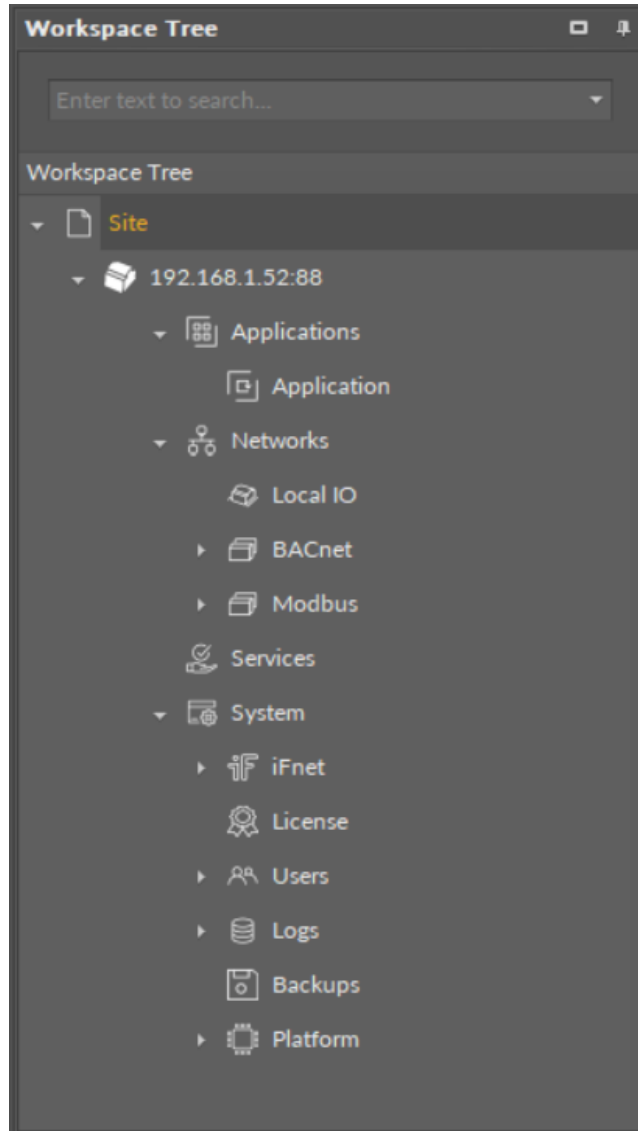 Workspace Tree
Enter text to search...
Workspace Tree
Site
192.168.1.52:88
Applications
Application
Networks
Local IO
BACnet
Modbus
Services
System
iFnet
License
Users
Logs
Backups
Platform